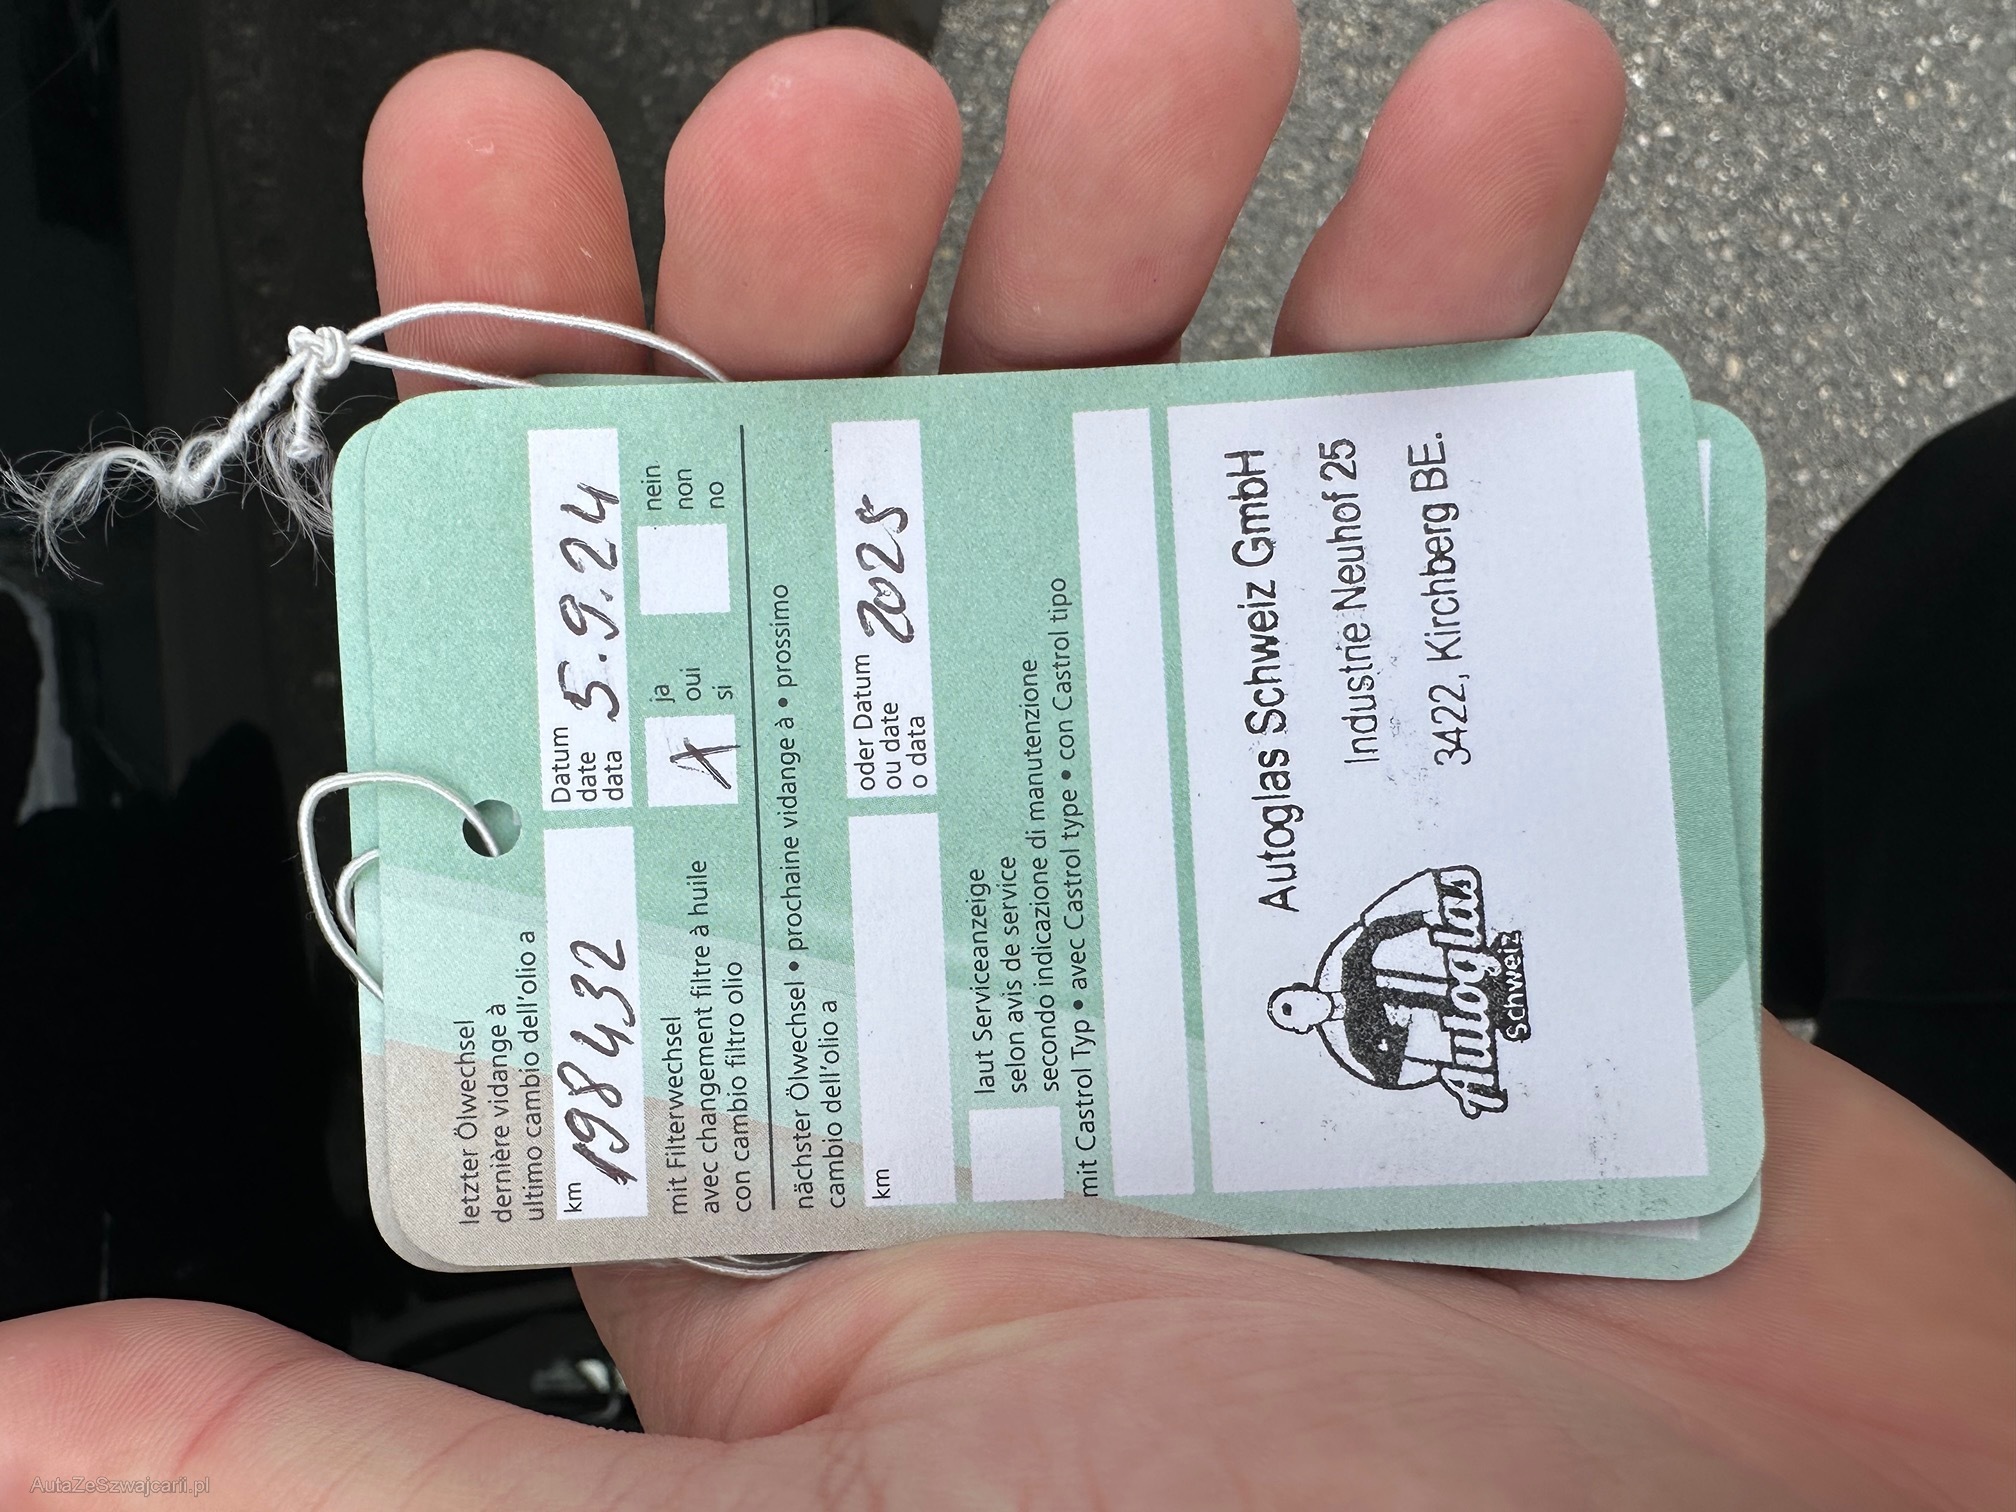 letzter Ölwechsel
dernière vidange à
ultimo cambio dell'olio a
km 198432
Datum
date
data
5.9.24
mit Filterwechsel
avec changement filtre à huile
con cambio filtro olio
X
ja
oui
si
nein
non
no
nächster Ölwechsel • prochaine vidange à • prossimo
cambio dell'olio a
km
oder Datum
ou date
o data
2025
laut Serviceanzeige
selon avis de service
secondo indicazione di manutenzione
mit Castrol Typ • avec Castrol type • con Castrol tipo
Autoglas Schweiz GmbH
Industrie Neuhof 25
3422, Kirchberg BE.
Autoglas
Schweiz
AutaZeSzwajcarii.pl